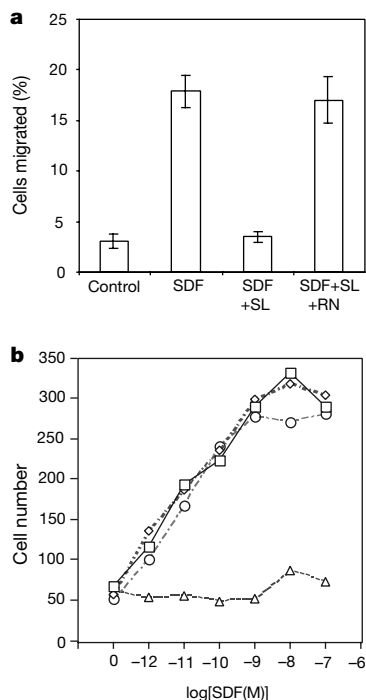 a
25
20
15
10
5
0
Cells migrated (%)
Control SDF SDF SDF+SL
+SL +RN
b
350
300
250
200
150
100
50
0
Cell number
0 –12 –11 –10 –9 –8 –7 –6
log[SDF(M)]